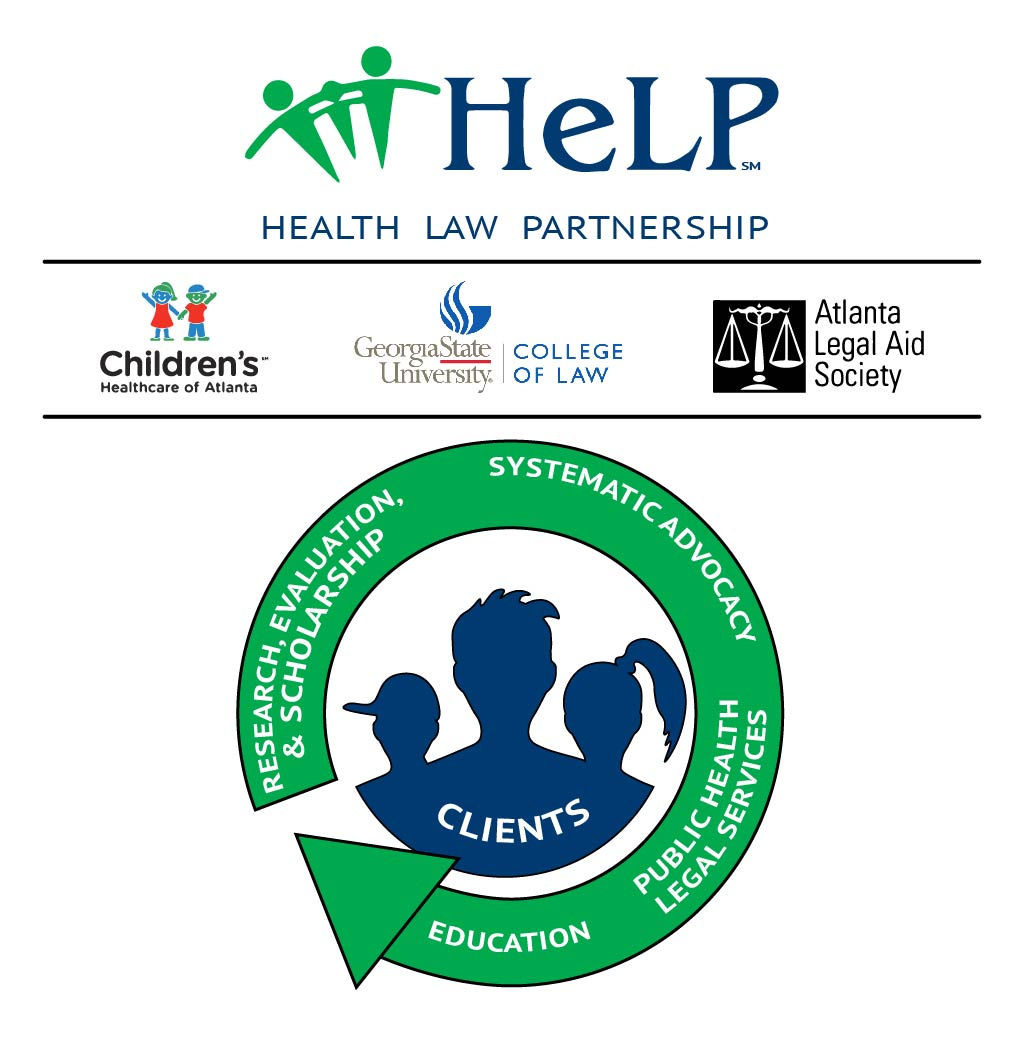 HeLP
SM
HEALTH LAW PARTNERSHIP
Children's℠
Healthcare of Atlanta
GeorgiaState
University®
COLLEGE
OF LAW
Atlanta
Legal Aid
Society
RESEARCH, EVALUATION,
& SCHOLARSHIP
SYSTEMATIC ADVOCACY
PUBLIC HEALTH
LEGAL SERVICES
EDUCATION
CLIENTS